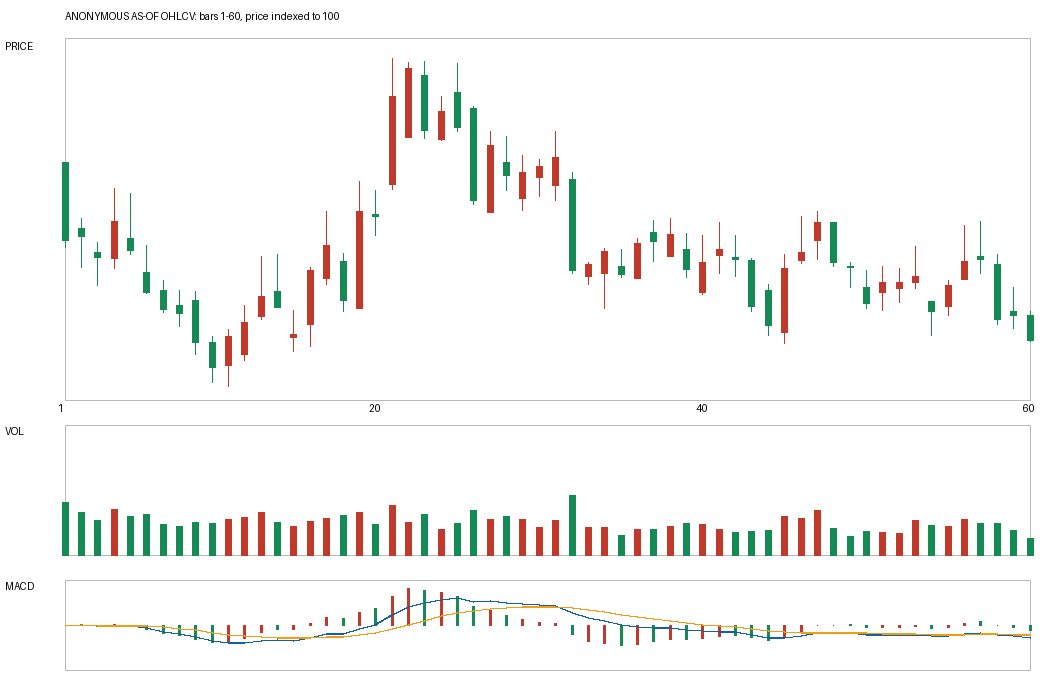 ANONYMOUS AS-OF OHLCV: bars 1-60, price indexed to 100
PRICE
1 20 40 60
VOL
MACD